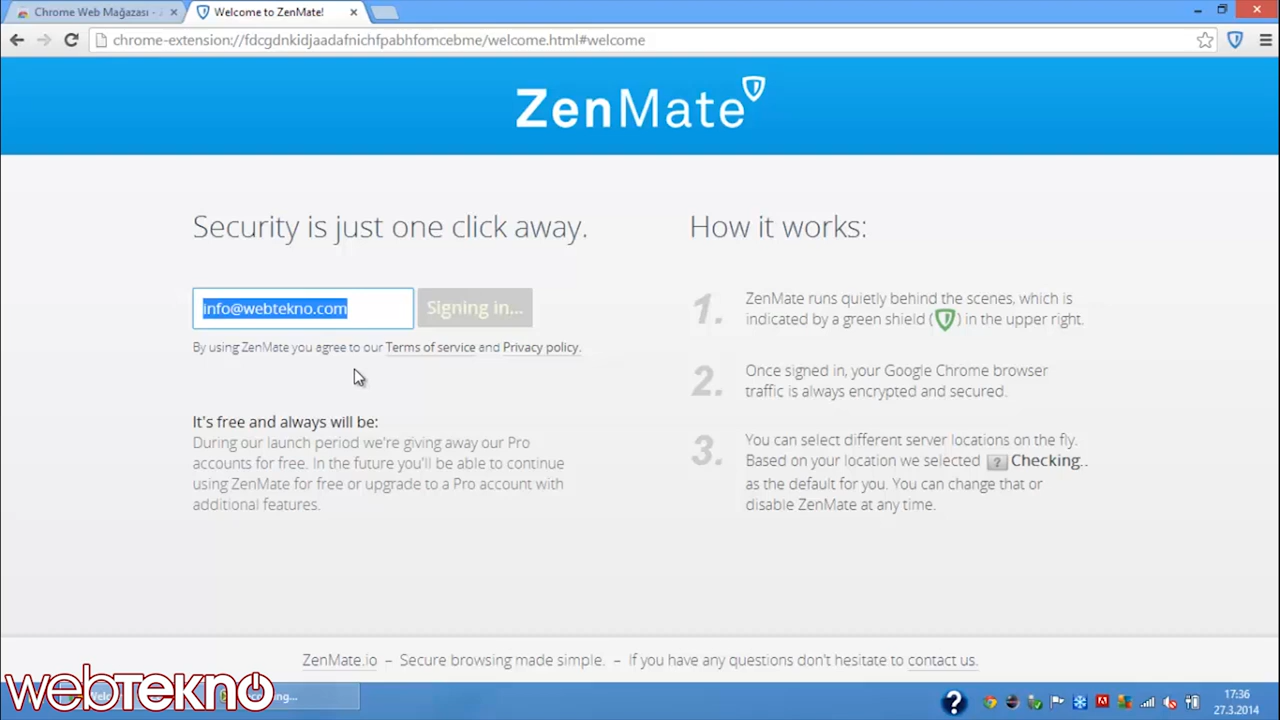 Chrome Web Mağazası -
Welcome to ZenMate!
chrome-extension://fdcgdnkidjaadafnichfpabhfomcebme/welcome.html#welcome
ZenMate
Security is just one click away.
info@webtekno.com
Signing in...
By using ZenMate you agree to our Terms of service and Privacy policy.
It's free and always will be:
During our launch period we're giving away our Pro
accounts for free. In the future you'll be able to continue
using ZenMate for free or upgrade to a Pro account with
additional features.
How it works:
1. ZenMate runs quietly behind the scenes, which is
indicated by a green shield ( ) in the upper right.
2. Once signed in, your Google Chrome browser
traffic is always encrypted and secured.
3. You can select different server locations on the fly.
Based on your location we selected ? Checking..
as the default for you. You can change that or
disable ZenMate at any time.
ZenMate.io – Secure browsing made simple. – If you have any questions don't hesitate to contact us.
webTEKNO
?
17:36
27.3.2014